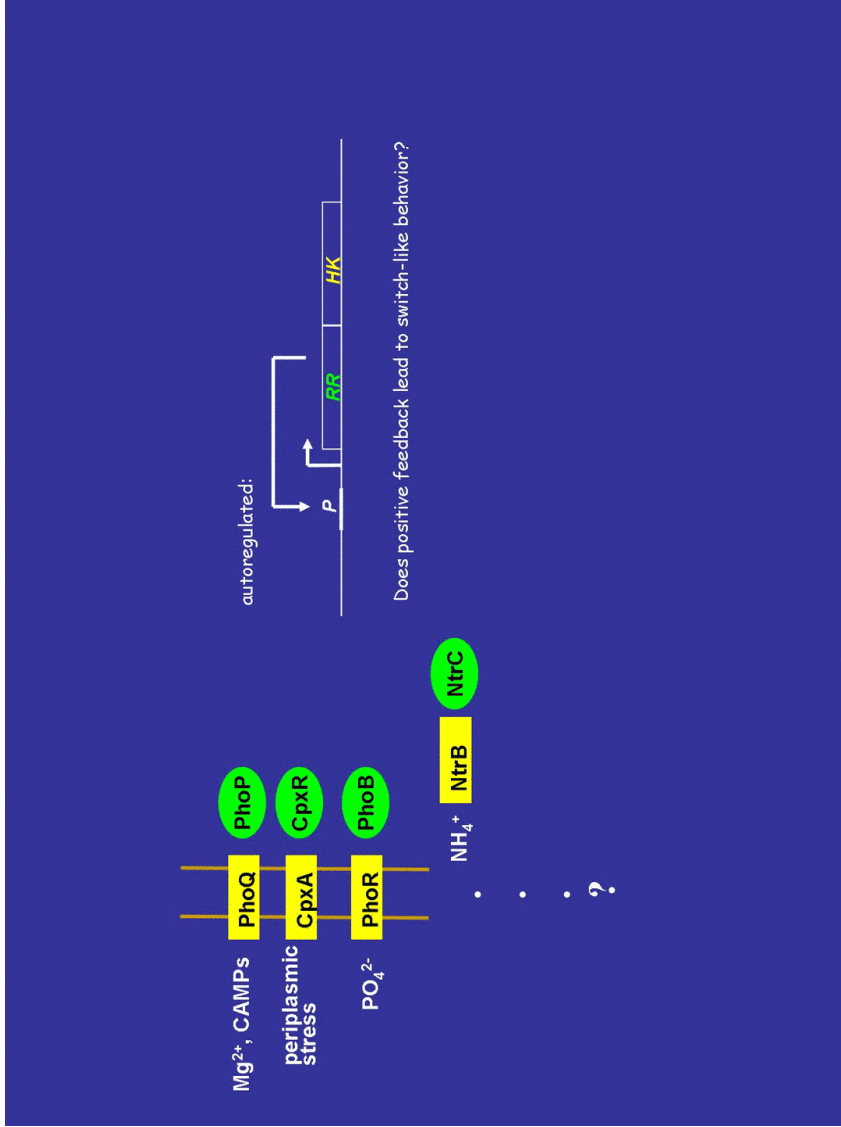 Mg²⁺, CAMPs
PhoQ
PhoP
periplasmic
stress
CpxA
CpxR
PO₄²⁻
PhoR
PhoB
NH₄⁺
NtrB
NtrC
.
.
.
?
autoregulated:
P
RR
HK
Does positive feedback lead to switch-like behavior?